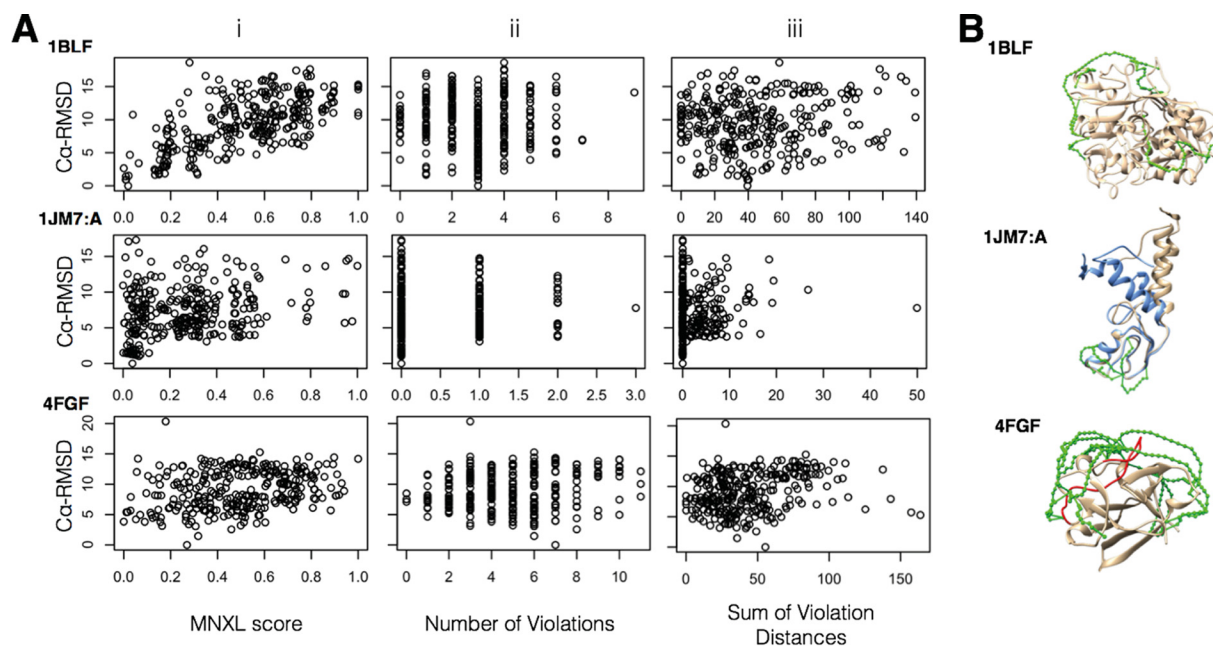 A
i
ii
iii
B
1BLF
1BLF
Cα-RMSD
0 5 10 15
0.0 0.2 0.4 0.6 0.8 1.0
0 2 4 6 8
0 20 40 60 80 100 120 140
1JM7:A
1JM7:A
Cα-RMSD
0 5 10 15
0.0 0.2 0.4 0.6 0.8 1.0
0.0 0.5 1.0 1.5 2.0 2.5 3.0
0 10 20 30 40 50
4FGF
4FGF
Cα-RMSD
0 5 10 15 20
0.0 0.2 0.4 0.6 0.8 1.0
0 2 4 6 8 10
0 50 100 150
MNXL score
Number of Violations
Sum of Violation
Distances